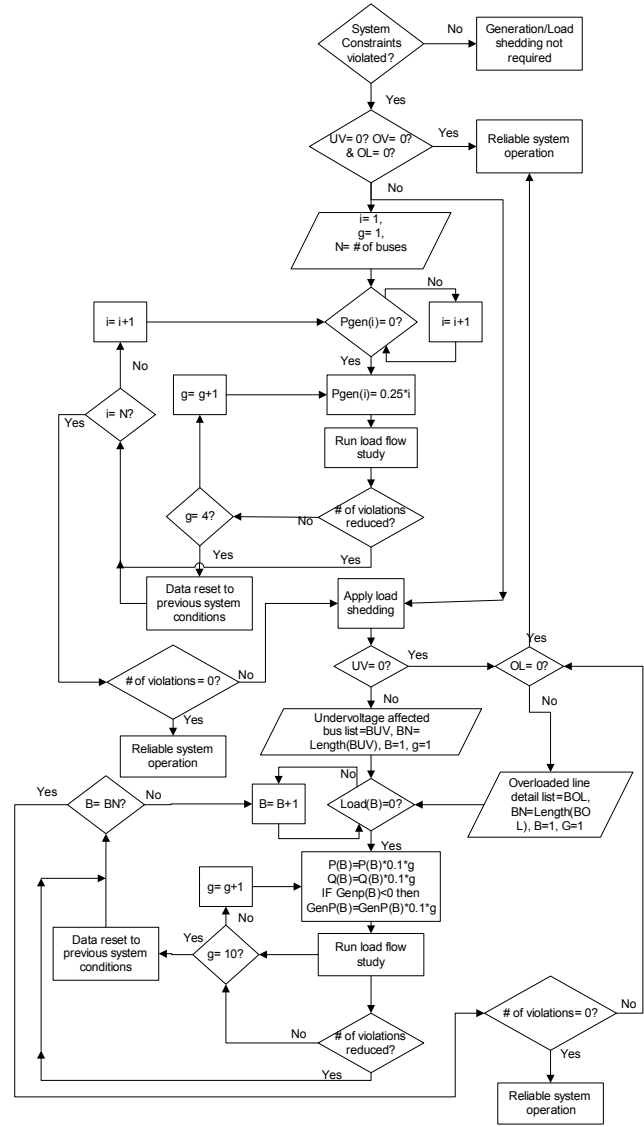 System
Constraints
violated?
No
Generation/Load
shedding not
required
Yes
UV= 0? OV= 0?
& OL= 0?
Yes
Reliable system
operation
No
i= 1,
g= 1,
N= # of buses
No
i= i+1
Pgen(i)= 0?
i= i+1
No
Yes
g= g+1
Pgen(i)= 0.25*i
Yes
i= N?
Run load flow
study
g= 4?
No
# of violations
reduced?
Yes
Yes
Data reset to
previous system
conditions
Apply load
shedding
Yes
# of violations = 0?
No
UV= 0?
Yes
OL= 0?
Yes
No
No
Reliable system
operation
Undervoltage affected
bus list=BUV, BN=
Length(BUV), B=1, g=1
Yes
B= BN?
No
B= B+1
No
Load(B)=0?
Overloaded line
detail list=BOL,
BN=Length(BO
L), B=1, G=1
Yes
g= g+1
P(B)=P(B)*0.1*g
Q(B)=Q(B)*0.1*g
IF Genp(B)<0 then
GenP(B)=GenP(B)*0.1*g
No
Data reset to
previous system
conditions
Yes
g= 10?
Run load flow
study
No
# of violations= 0?
No
# of violations
reduced?
Yes
Yes
Reliable system
operation